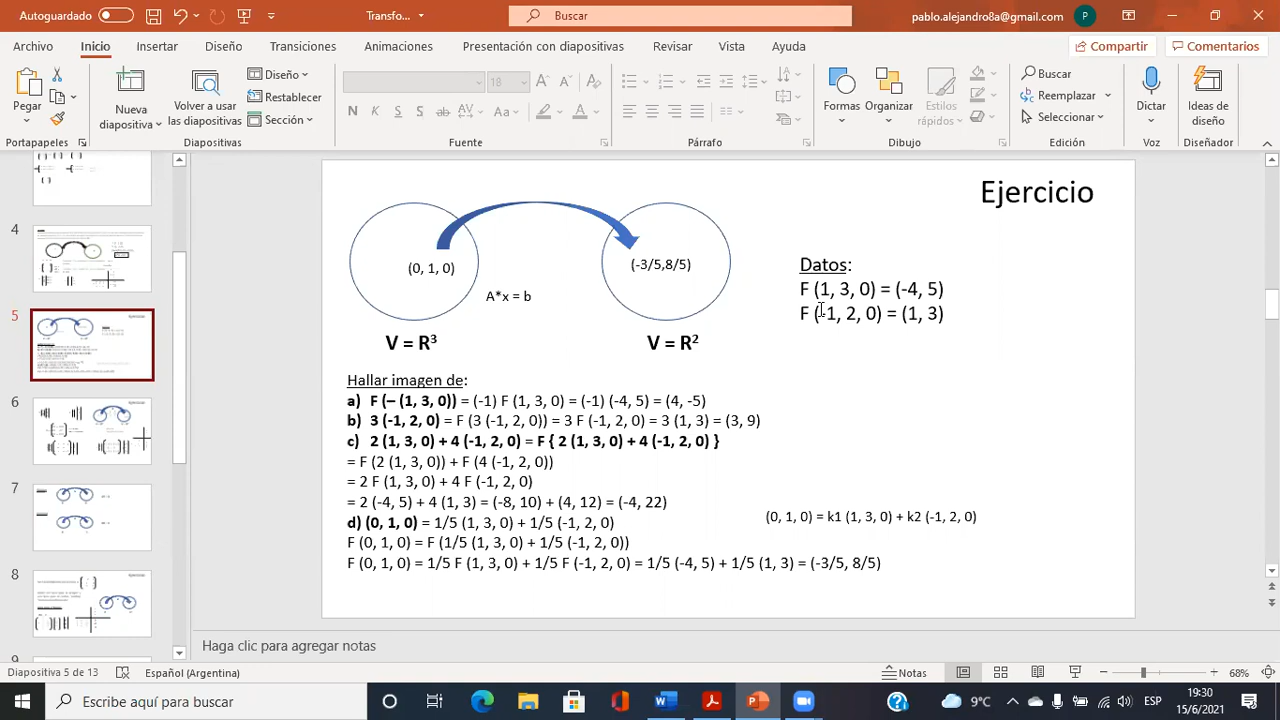 Autoguardado
Transfo...
Buscar
pablo.alejandro8a@gmail.com
P
Archivo
Inicio
Insertar
Diseño
Transiciones
Animaciones
Presentación con diapositivas
Revisar
Vista
Ayuda
Compartir
Comentarios
Pegar
Nueva
diapositiva
Volver a usar
las diapositivas
Diseño
Restablecer
Sección
18
N K S S ab AV Aa A
Formas
Organizar
Estilos
rápidos
Buscar
Reemplazar
Seleccionar
Dictar
Ideas de
diseño
Portapapeles
Diapositivas
Fuente
Párrafo
Dibujo
Edición
Voz
Diseñador
4
5
6
7
8
9
Ejercicio
(0, 1, 0)
A*x = b
(-3/5,8/5)
V = R³
V = R²
Datos:
F (1, 3, 0) = (-4, 5)
F (-1, 2, 0) = (1, 3)
Hallar imagen de:
a) F (– (1, 3, 0)) = (-1) F (1, 3, 0) = (-1) (-4, 5) = (4, -5)
b) 3 (-1, 2, 0) = F (3 (-1, 2, 0)) = 3 F (-1, 2, 0) = 3 (1, 3) = (3, 9)
c) 2 (1, 3, 0) + 4 (-1, 2, 0) = F { 2 (1, 3, 0) + 4 (-1, 2, 0) }
= F (2 (1, 3, 0)) + F (4 (-1, 2, 0))
= 2 F (1, 3, 0) + 4 F (-1, 2, 0)
= 2 (-4, 5) + 4 (1, 3) = (-8, 10) + (4, 12) = (-4, 22)
d) (0, 1, 0) = 1/5 (1, 3, 0) + 1/5 (-1, 2, 0)
(0, 1, 0) = k1 (1, 3, 0) + k2 (-1, 2, 0)
F (0, 1, 0) = F (1/5 (1, 3, 0) + 1/5 (-1, 2, 0))
F (0, 1, 0) = 1/5 F (1, 3, 0) + 1/5 F (-1, 2, 0) = 1/5 (-4, 5) + 1/5 (1, 3) = (-3/5, 8/5)
Haga clic para agregar notas
Diapositiva 5 de 13
Español (Argentina)
Notas
68%
Escribe aquí para buscar
9°C
ESP
19:30
15/6/2021